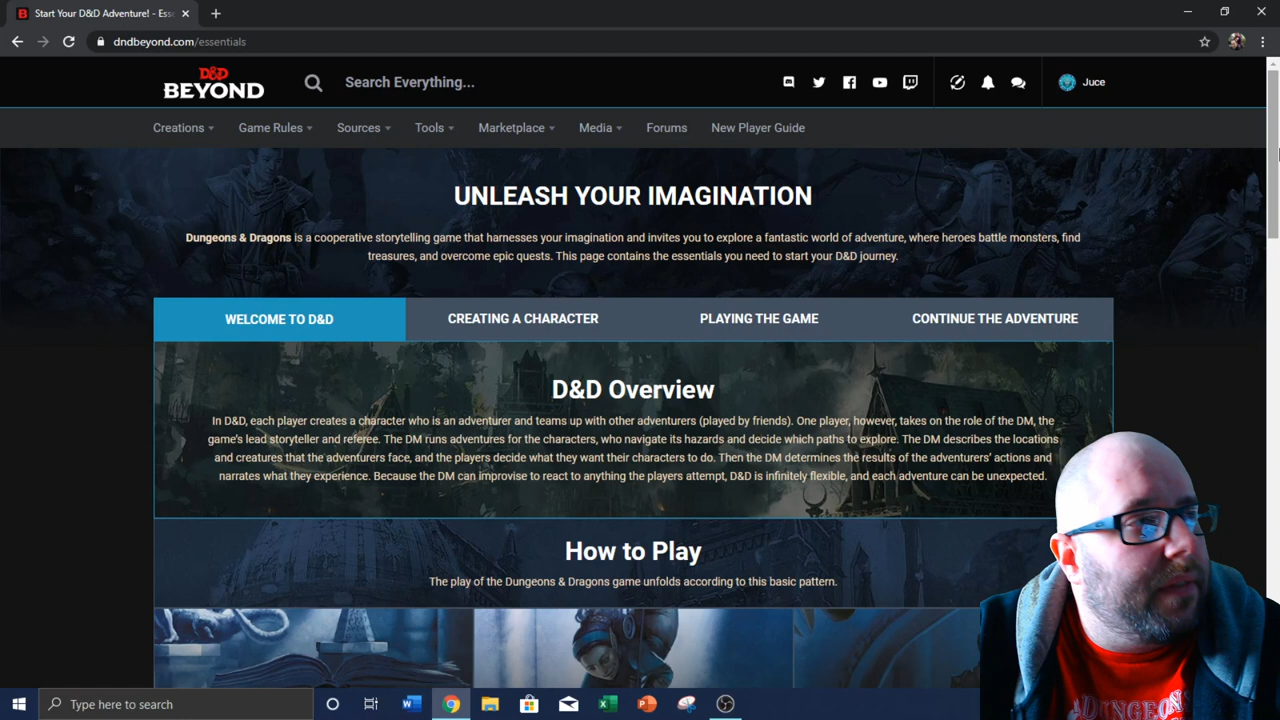 Start Your D&D Adventure! - Ess
dndbeyond.com/essentials
D&D
BEYOND
Search Everything...
Juce
Creations
Game Rules
Sources
Tools
Marketplace
Media
Forums
New Player Guide
UNLEASH YOUR IMAGINATION
Dungeons & Dragons is a cooperative storytelling game that harnesses your imagination and invites you to explore a fantastic world of adventure, where heroes battle monsters, find
treasures, and overcome epic quests. This page contains the essentials you need to start your D&D journey.
WELCOME TO D&D
CREATING A CHARACTER
PLAYING THE GAME
CONTINUE THE ADVENTURE
D&D Overview
In D&D, each player creates a character who is an adventurer and teams up with other adventurers (played by friends). One player, however, takes on the role of the DM, the
game's lead storyteller and referee. The DM runs adventures for the characters, who navigate its hazards and decide which paths to explore. The DM describes the locations
and creatures that the adventurers face, and the players decide what they want their characters to do. Then the DM determines the results of the adventurers' actions and
narrates what they experience. Because the DM can improvise to react to anything the players attempt, D&D is infinitely flexible, and each adventure can be unexpected.
How to Play
The play of the Dungeons & Dragons game unfolds according to this basic pattern.
DUNGEONS
Type here to search